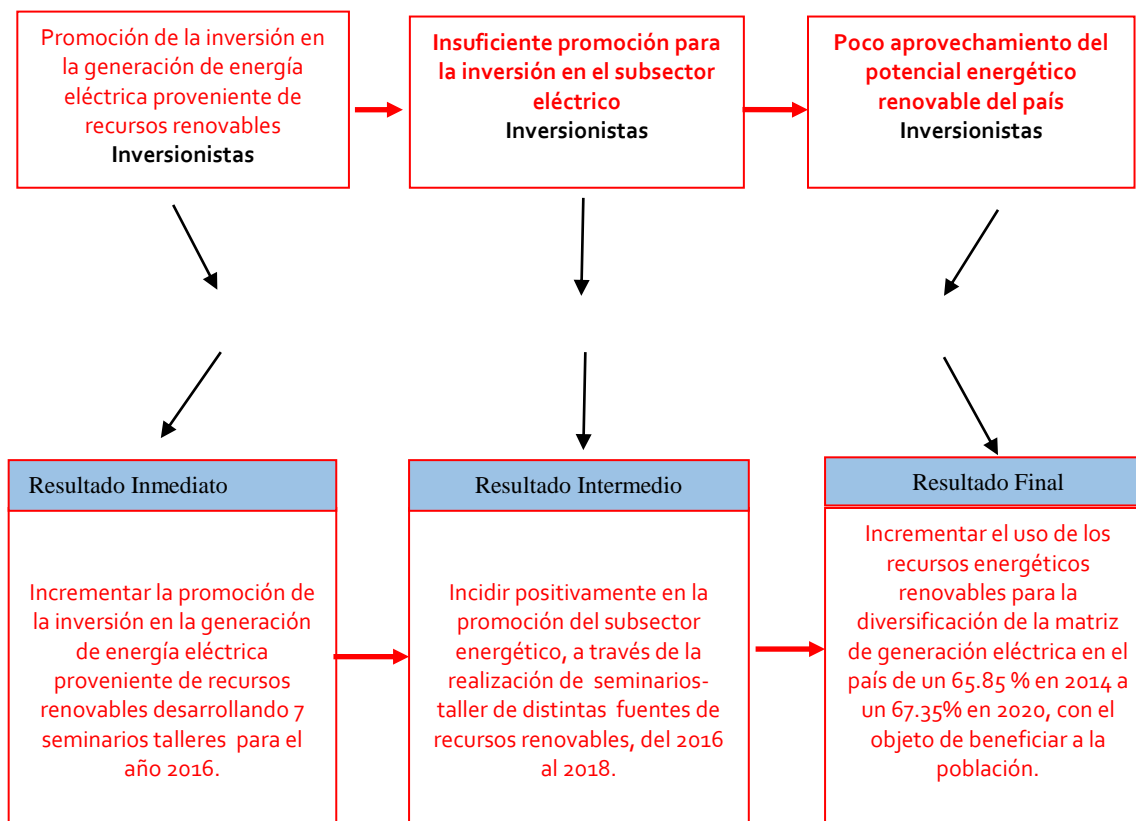 Promoción de la inversión en
la generación de energía
eléctrica proveniente de
recursos renovables
Inversionistas
Insuficiente promoción para
la inversión en el subsector
eléctrico
Inversionistas
Poco aprovechamiento del
potencial energético
renovable del país
Inversionistas
Resultado Inmediato
Incrementar la promoción de
la inversión en la generación
de energía eléctrica
proveniente de recursos
renovables desarrollando 7
seminarios talleres para el
año 2016.
Resultado Intermedio
Incidir positivamente en la
promoción del subsector
energético, a través de la
realización de seminarios-
taller de distintas fuentes de
recursos renovables, del 2016
al 2018.
Resultado Final
Incrementar el uso de los
recursos energéticos
renovables para la
diversificación de la matriz
de generación eléctrica en el
país de un 65.85 % en 2014 a
un 67.35% en 2020, con el
objeto de beneficiar a la
población.